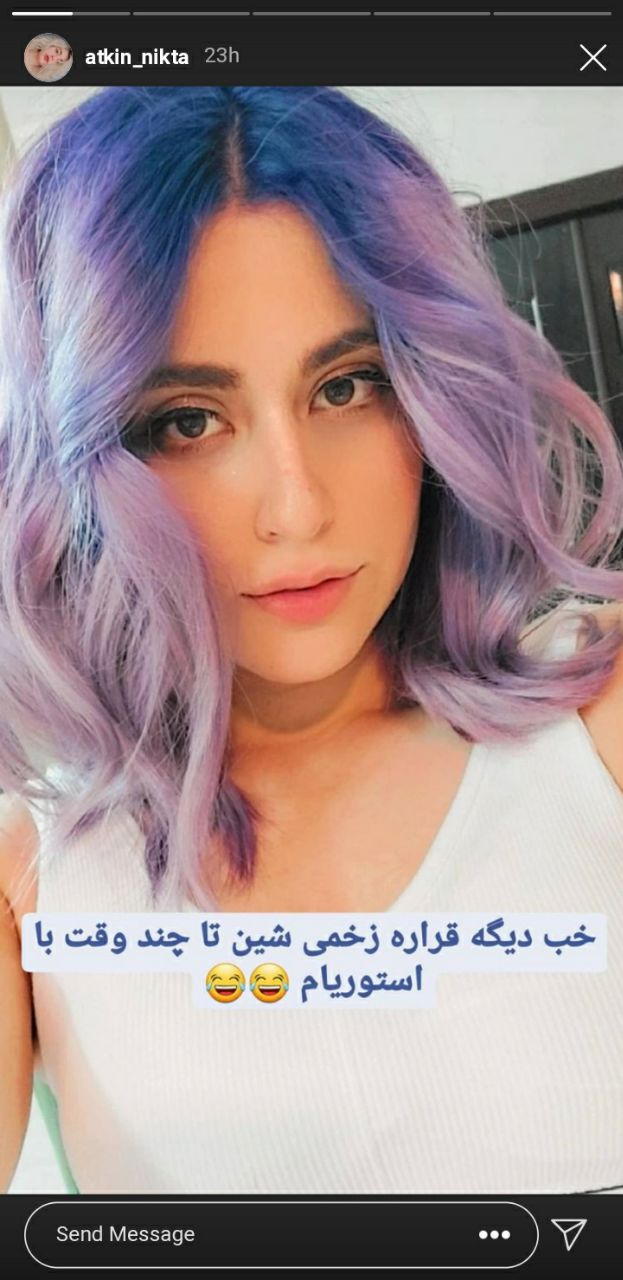 atkin_nikta 23h
خب دیگه قراره زخمی شین تا چند وقت با
استوریام 😂😂
Send Message